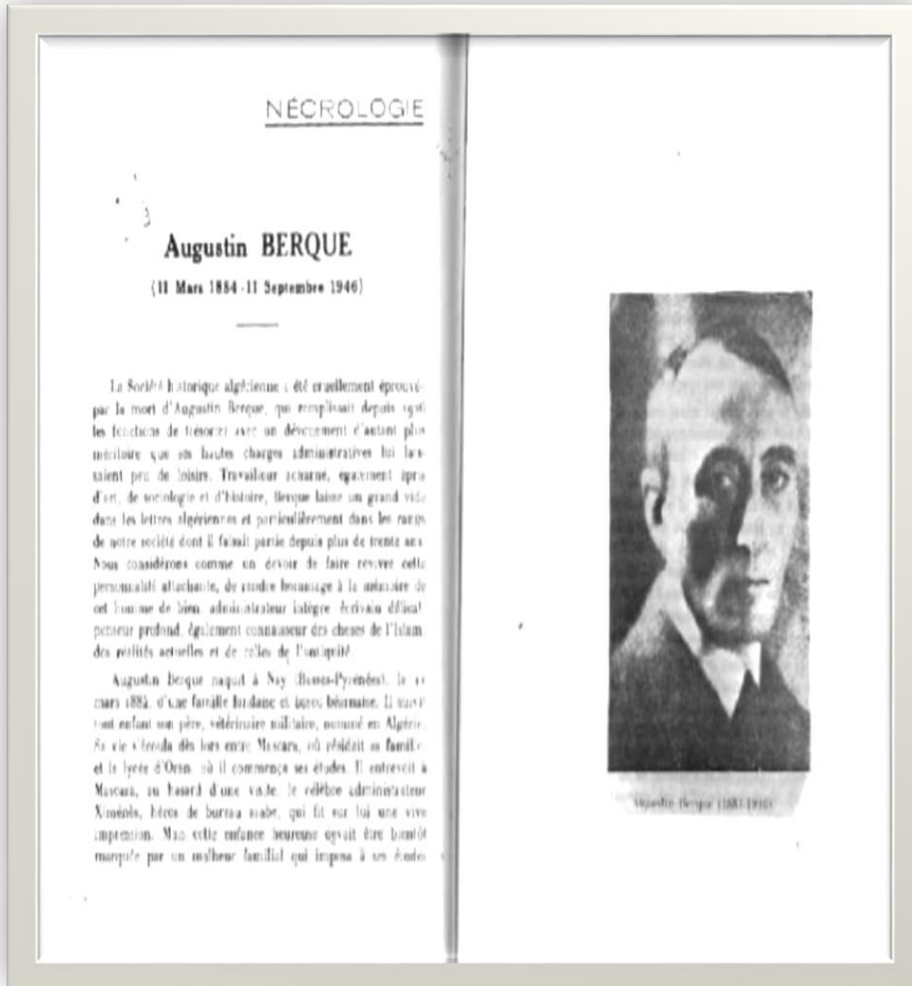 NÉCROLOGIE
Augustin BERQUE
(11 Mars 1884-11 Septembre 1946)
La Société historique algérienne a été cruellement éprouvée
par la mort d'Augustin Berque, qui remplissait depuis
les fonctions de trésorier avec un dévouement d'autant plus
méritoire que ses hautes charges administratives lui lais-
saient peu de loisirs. Travailleur acharné, également épris
d'art, de sociologie et d'histoire, Berque laisse un grand vide
dans les lettres algériennes et particulièrement dans les rangs
de notre société dont il faisait partie depuis plus de trente ans.
Nous considérons comme un devoir de faire revivre cette
personnalité attachante, de rendre hommage à la mémoire de
cet homme de bien, administrateur intègre, écrivain délicat,
penseur profond, également connaisseur des choses de l'Islam,
des réalités actuelles et de celles de l'antiquité.
Augustin Berque naquit à Nay (Basses-Pyrénées), le 11
mars 1884, d'une famille landaise et béarnaise. Il suivit
tout enfant son père, vétérinaire militaire, nommé en Algérie.
Sa vie s'écoula dès lors entre Mascara, où résidait sa famille,
et le lycée d'Oran, où il commença ses études. Il entrevit à
Mascara, au hasard d'une visite, le célèbre administrateur
Ximénès, héros de bureau arabe, qui fit sur lui une vive
impression. Mais cette enfance heureuse devait être bientôt
marquée par un malheur familial qui imposa à ses études
Augustin Berque (1884-1946)